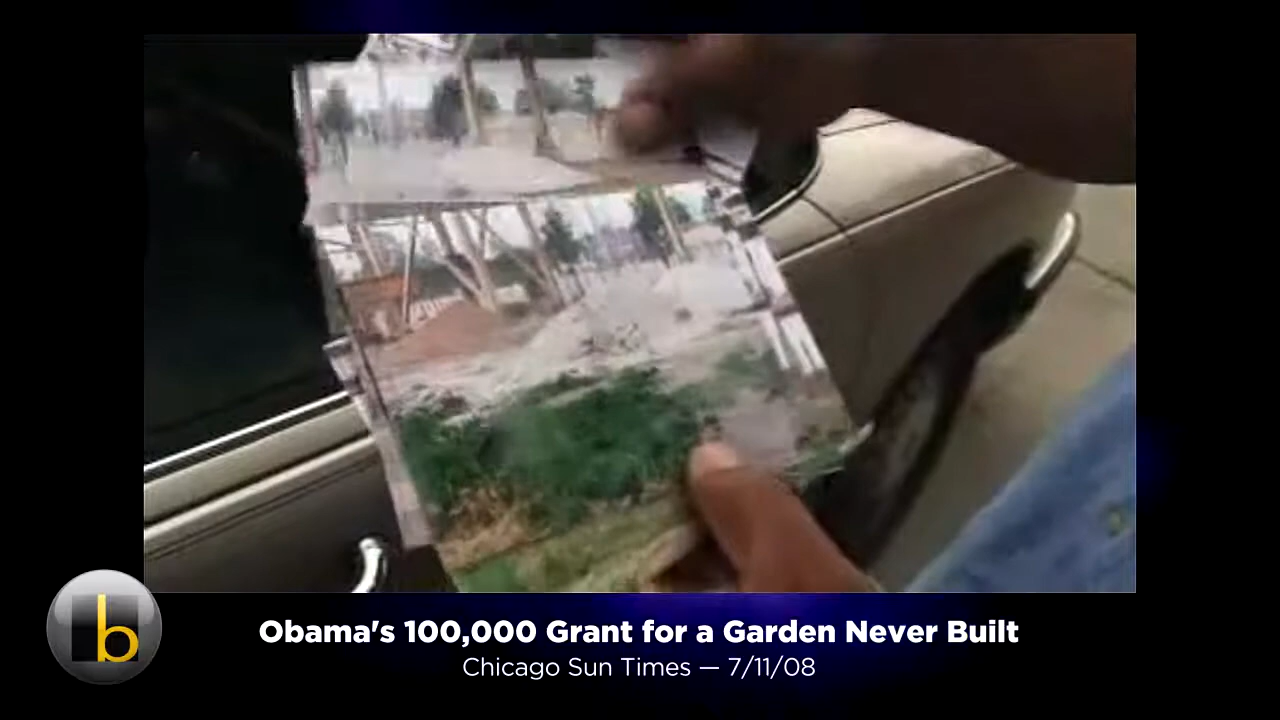 Obama's 100,000 Grant for a Garden Never Built
Chicago Sun Times — 7/11/08
b